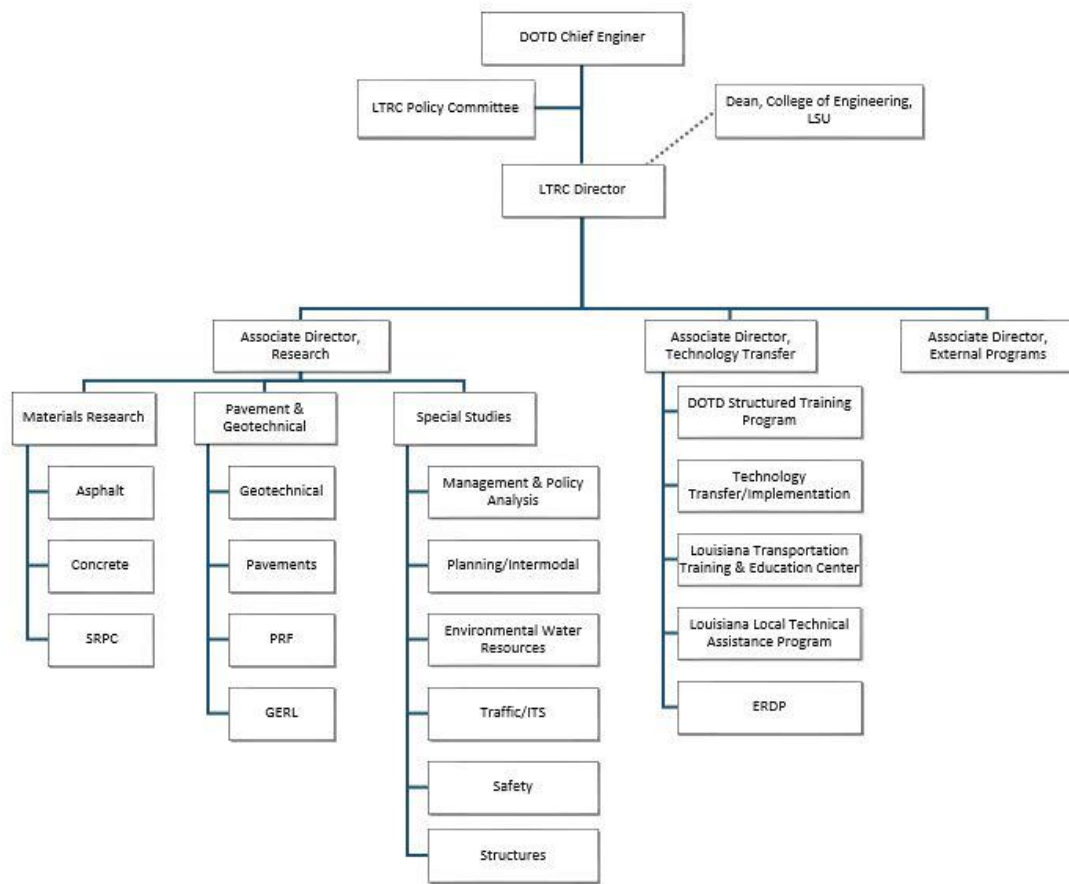 DOTD Chief Enginer
LTRC Policy Committee
Dean, College of Engineering,
LSU
LTRC Director
Associate Director,
Research
Associate Director,
Technology Transfer
Associate Director,
External Programs
Materials Research
Asphalt
Concrete
SRPC
Pavement &
Geotechnical
Geotechnical
Pavements
PRF
GERL
Special Studies
Management & Policy
Analysis
Planning/Intermodal
Environmental Water
Resources
Traffic/ITS
Safety
Structures
DOTD Structured Training
Program
Technology
Transfer/Implementation
Louisiana Transportation
Training & Education Center
Louisiana Local Technical
Assistance Program
ERDP